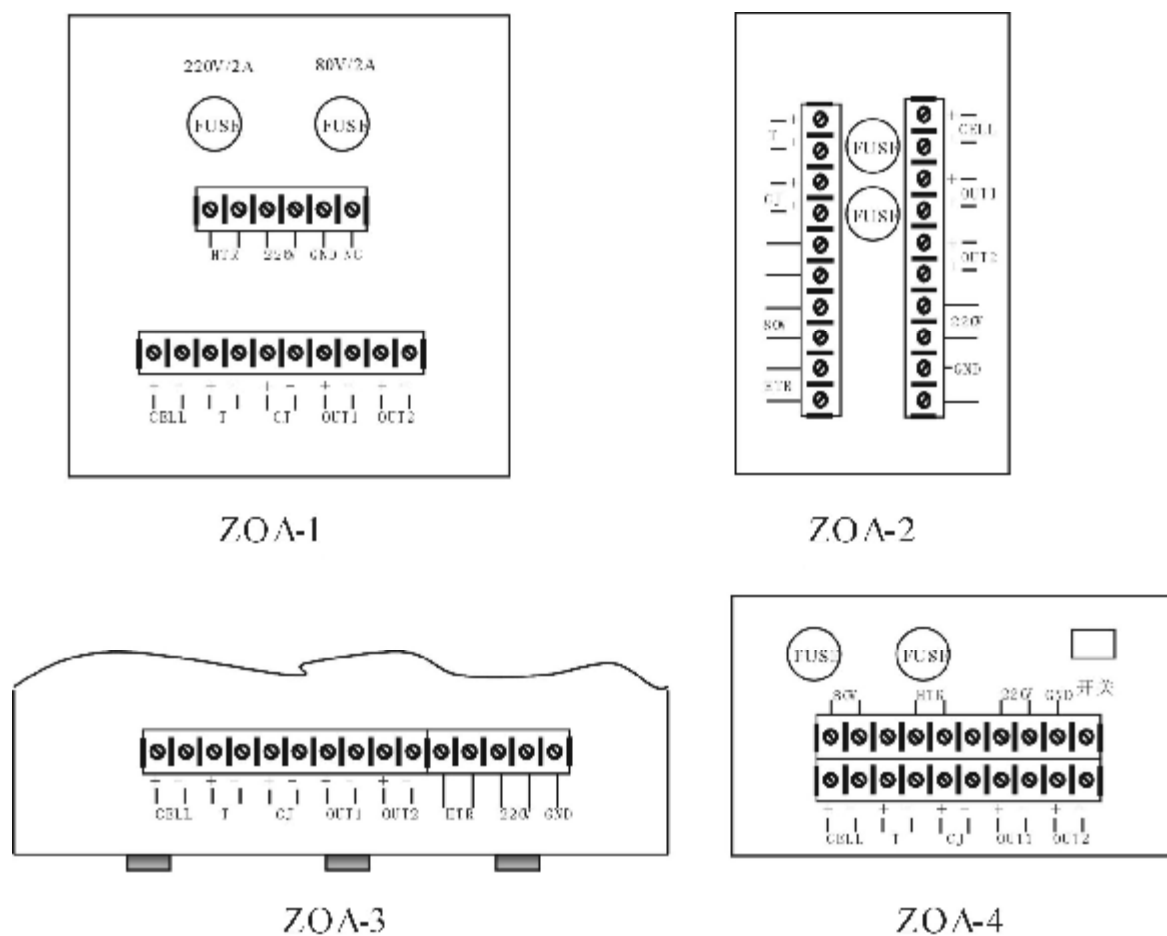 220V/2A 80V/2A
FUSE FUSE
HTR 220V GND NC
+ - + - + - + - + -
CELL T CJ OUT1 OUT2
ZOA-1
T FUSE + CELL
CJ FUSE + OUT1
+ OUT2
80V 220V
HTR GND
ZOA-2
+ - + - + - + - + -
CELL T CJ OUT1 OUT2 HTR 220V GND
ZOA-3
FUSE FUSE
80V HTR 220V GND 开关
+ - + - + - + - + -
CELL T CJ OUT1 OUT2
ZOA-4